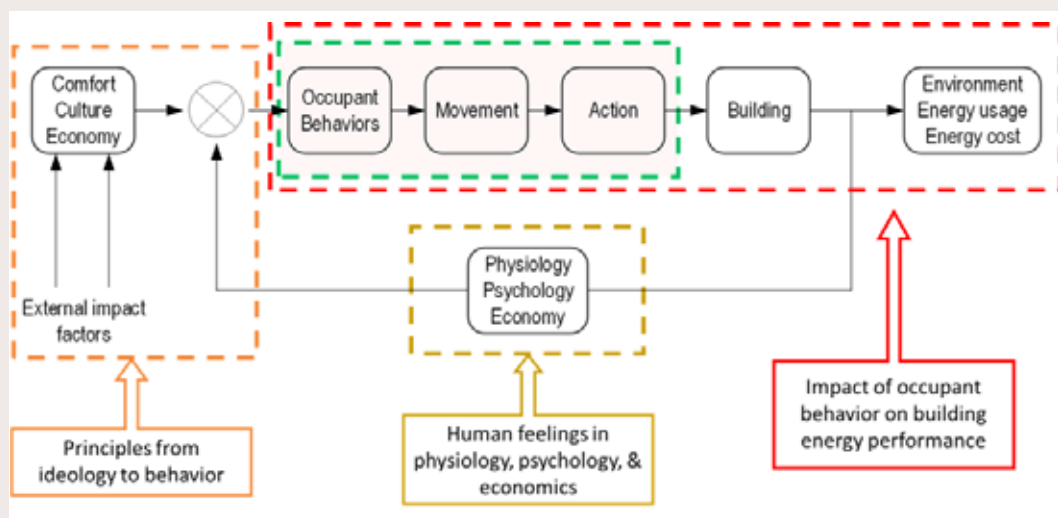 Comfort
Culture
Economy
Occupant
Behaviors
Movement
Action
Building
Environment
Energy usage
Energy cost
Physiology
Psychology
Economy
External impact
factors
Principles from
ideology to behavior
Human feelings in
physiology, psychology, &
economics
Impact of occupant
behavior on building
energy performance